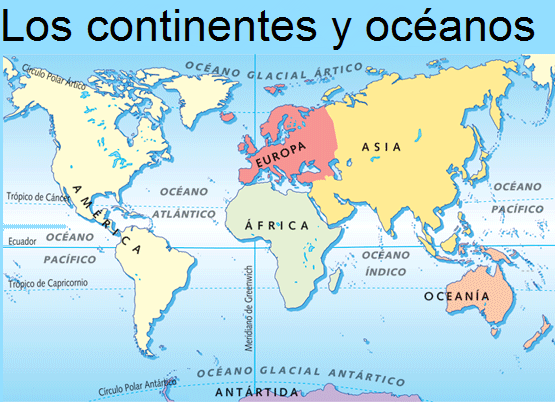 Los continentes y océanos
OCÉANO GLACIAL ÁRTICO
Círculo Polar Ártico
EUROPA
ASIA
Trópico de Cáncer
AMÉRICA
OCÉANO
ATLÁNTICO
OCÉANO
PACÍFICO
ÁFRICA
Ecuador
OCÉANO
PACÍFICO
OCÉANO
ÍNDICO
Trópico de Capricornio
OCEANÍA
Meridiano de Greenwich
OCÉANO GLACIAL ANTÁRTICO
Círculo Polar Antártico
ANTÁRTIDA